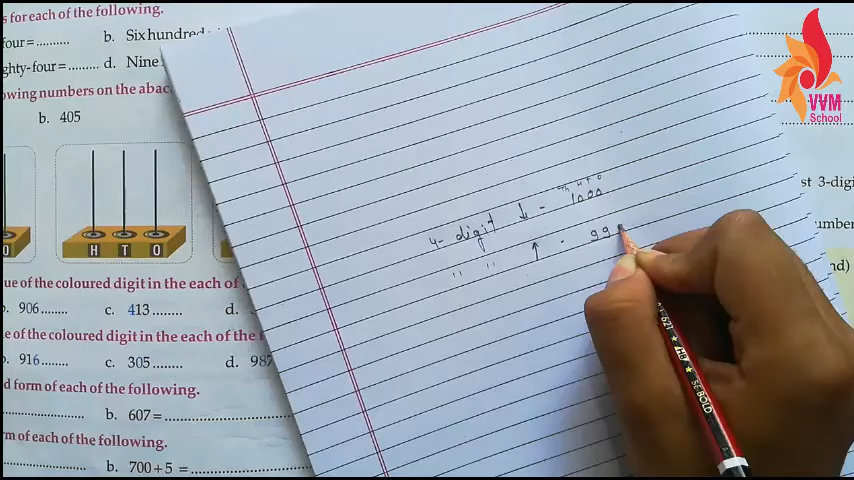 s for each of the following.
four = ..........
b. Six hundred
ghty-four = ........
d. Nine
owing numbers on the abac
b. 405
H T O
O
ue of the coloured digit in the each of
b. 906 ........
c. 413 ........
d.
e of the coloured digit in the each of the f
b. 916 ........
c. 305 ........
d. 987
d form of each of the following.
b. 607 = ..............................
rm of each of the following.
b. 700 + 5 = ..............................
Th H T O
4- digit ↓ - 1000
" " ↑ - 99
621 HB SEBOLD
VVM
School
st 3-digi
umber
nd)